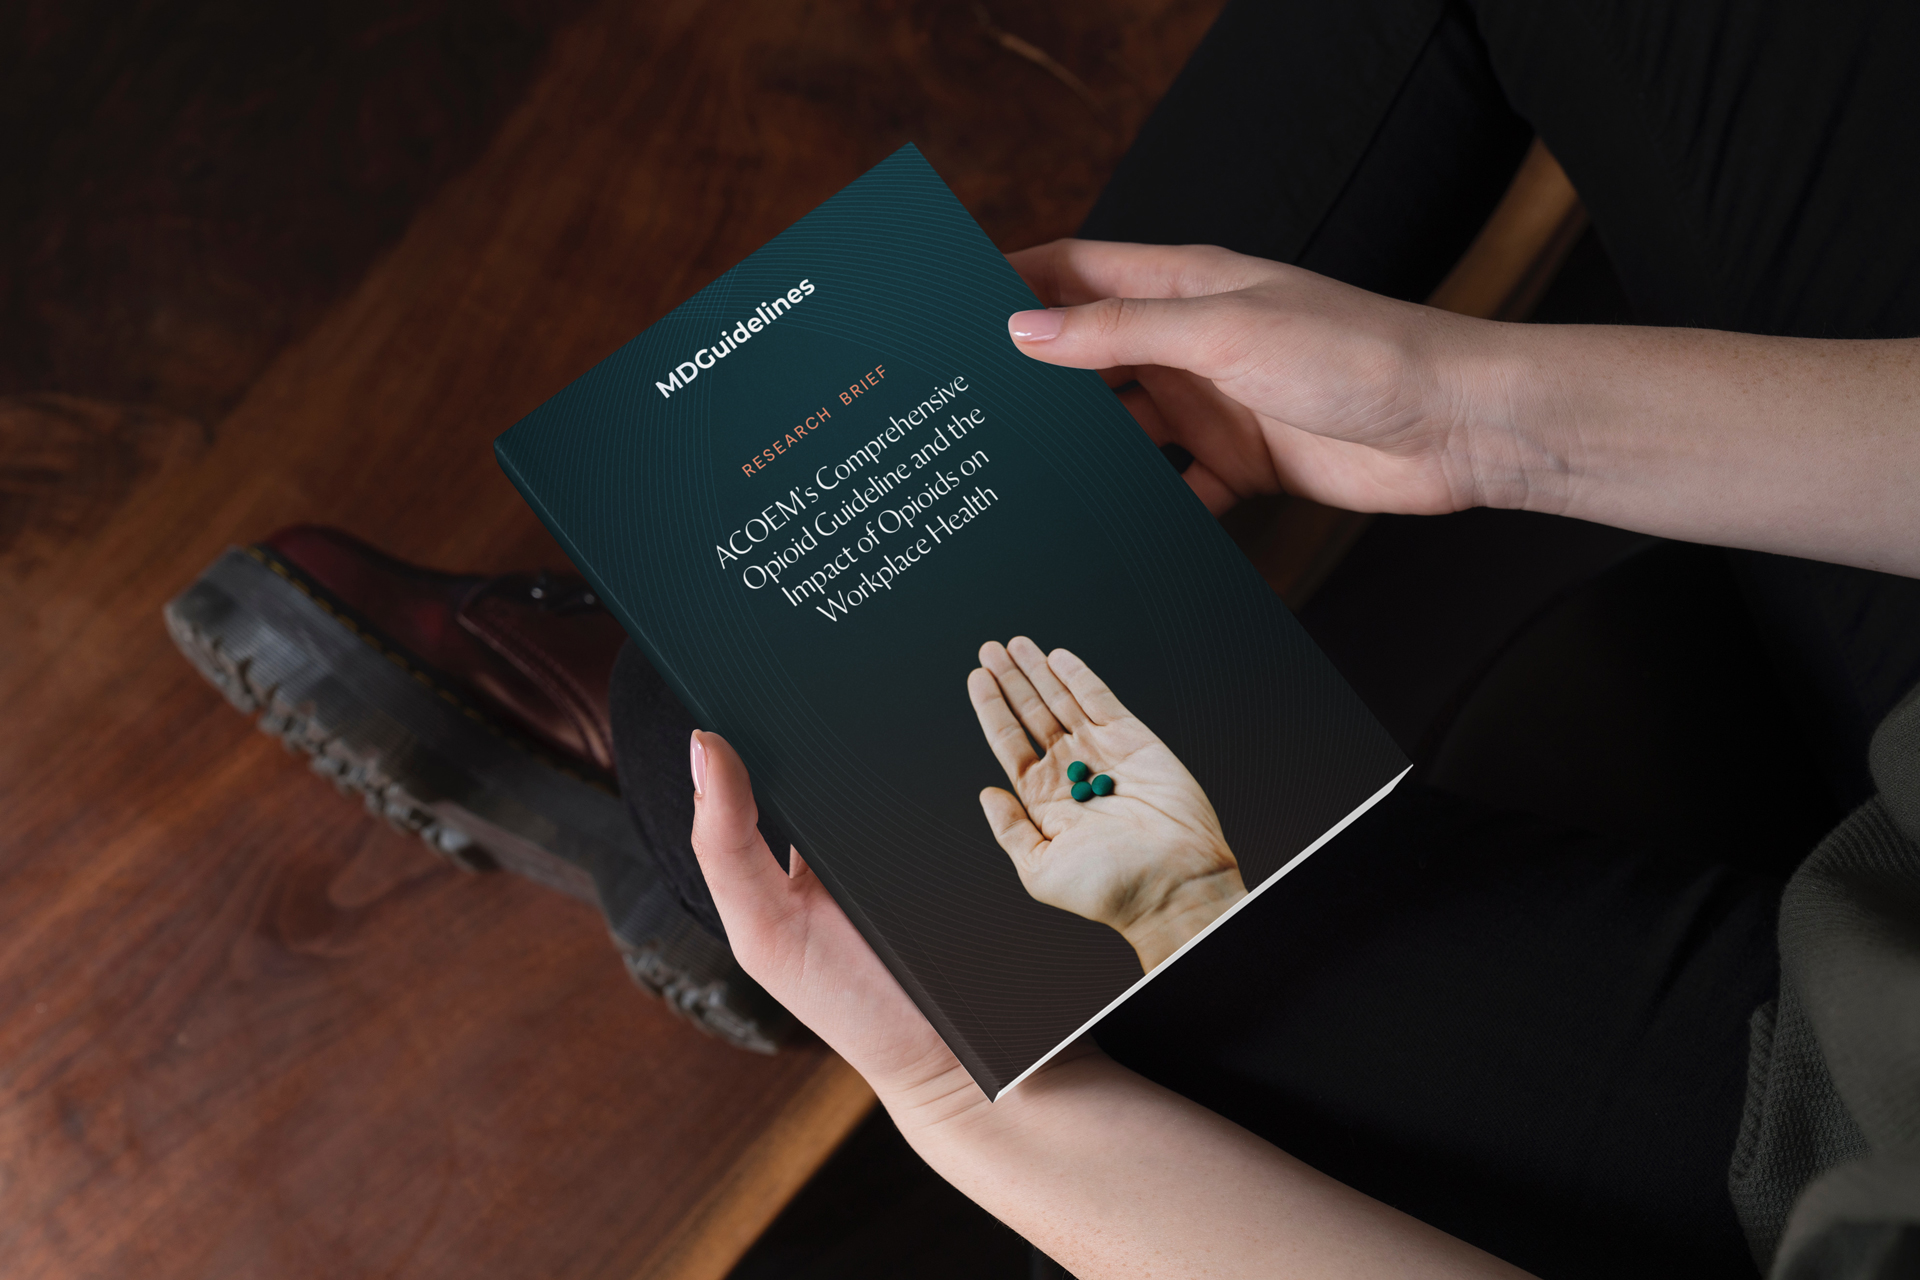 MDGuidelines
RESEARCH BRIEF
ACOEM's Comprehensive
Opioid Guideline and the
Impact of Opioids on
Workplace Health